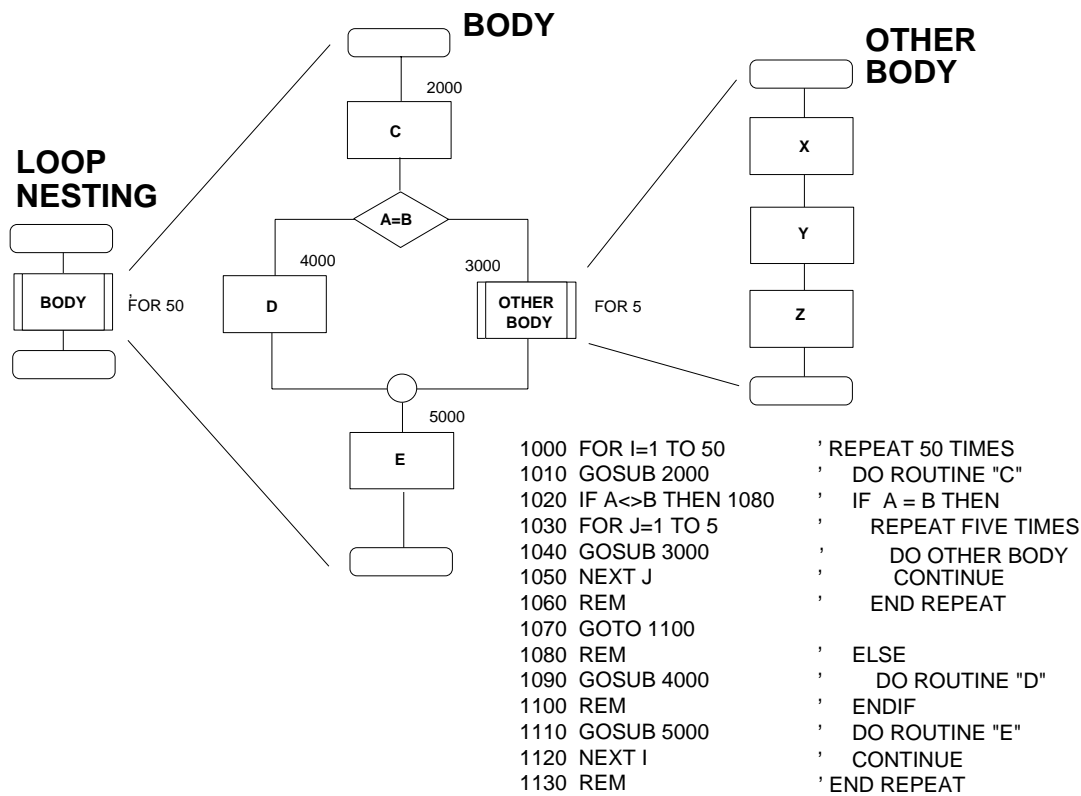 LOOP
NESTING
BODY
FOR 50
BODY
2000
C
A=B
4000
D
3000
OTHER
BODY
FOR 5
5000
E
OTHER
BODY
X
Y
Z
1000 FOR I=1 TO 50 ' REPEAT 50 TIMES
1010 GOSUB 2000 ' DO ROUTINE "C"
1020 IF A<>B THEN 1080 ' IF A = B THEN
1030 FOR J=1 TO 5 ' REPEAT FIVE TIMES
1040 GOSUB 3000 ' DO OTHER BODY
1050 NEXT J ' CONTINUE
1060 REM ' END REPEAT
1070 GOTO 1100
1080 REM ' ELSE
1090 GOSUB 4000 ' DO ROUTINE "D"
1100 REM ' ENDIF
1110 GOSUB 5000 ' DO ROUTINE "E"
1120 NEXT I ' CONTINUE
1130 REM ' END REPEAT